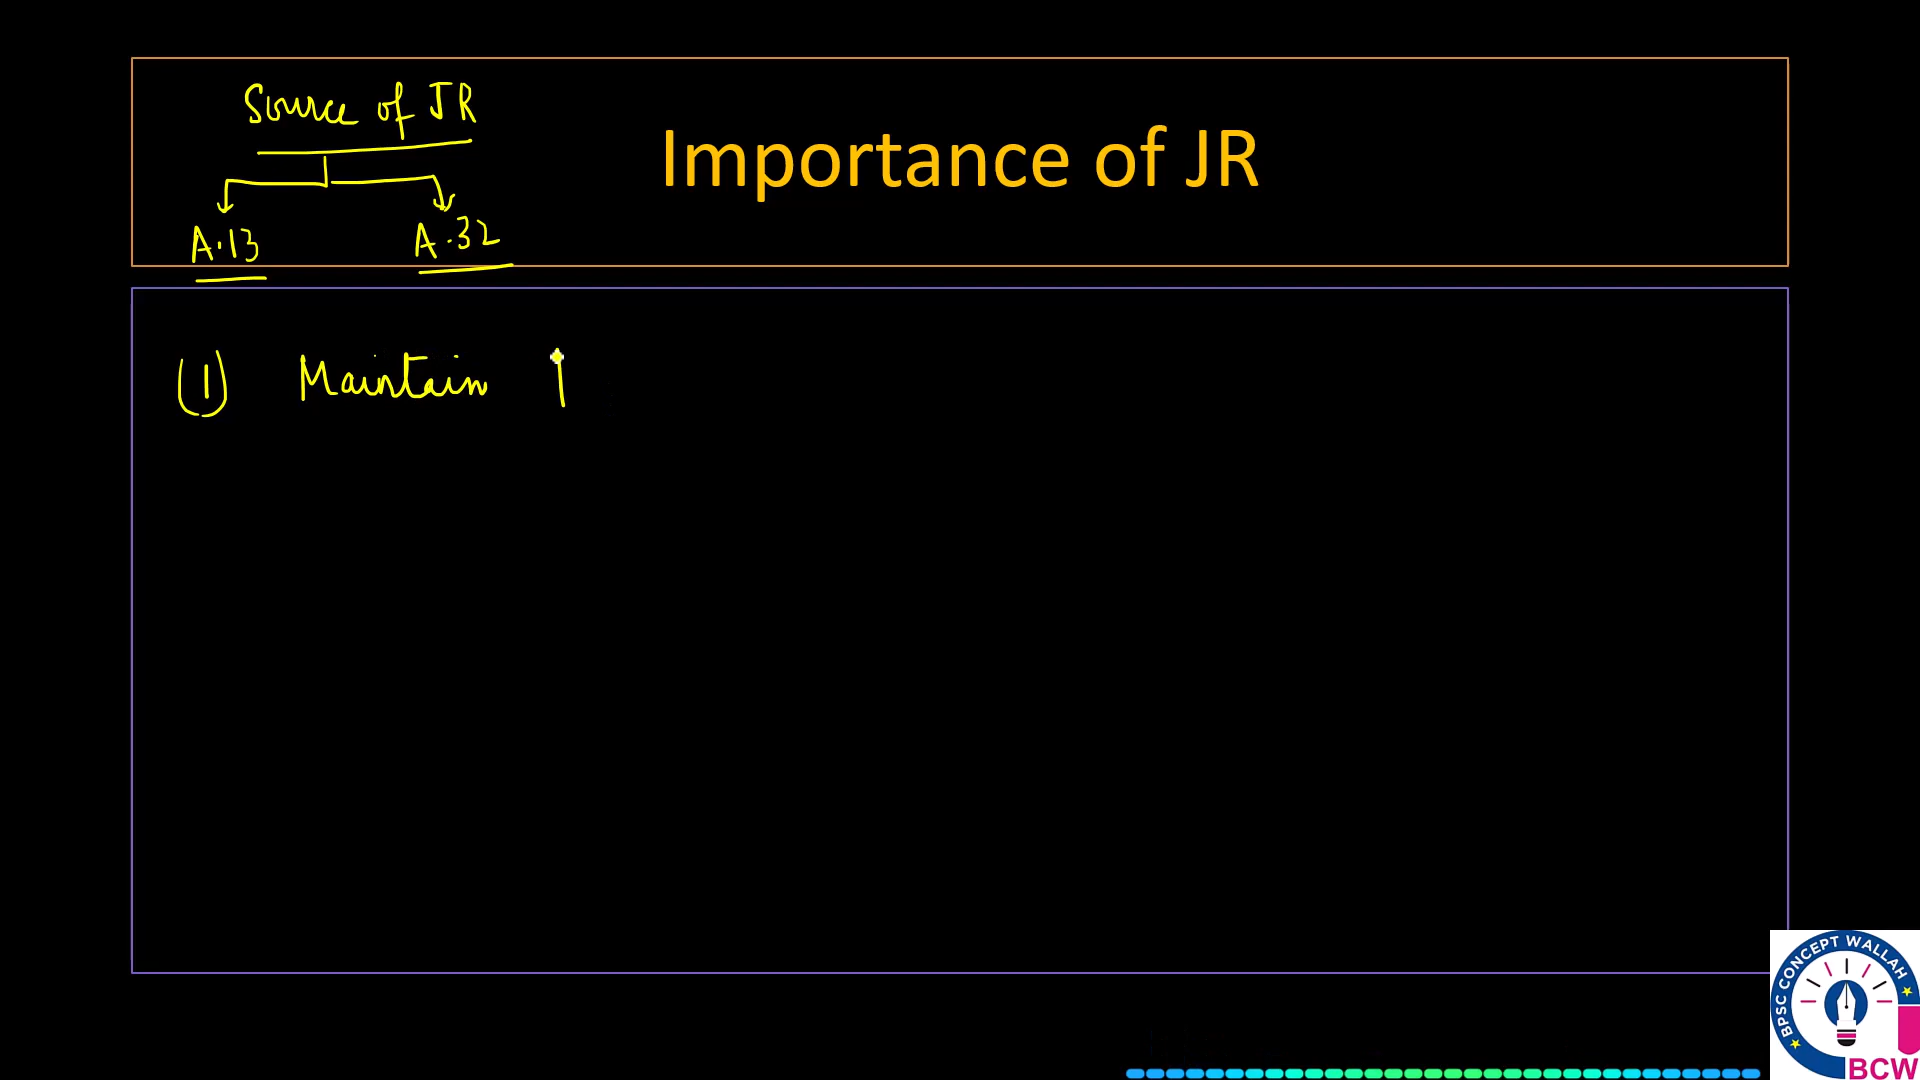 Source of JR
Importance of JR
A.13 A.32
(1) Maintain
BPSC CONCEPT WALLAH
BCW